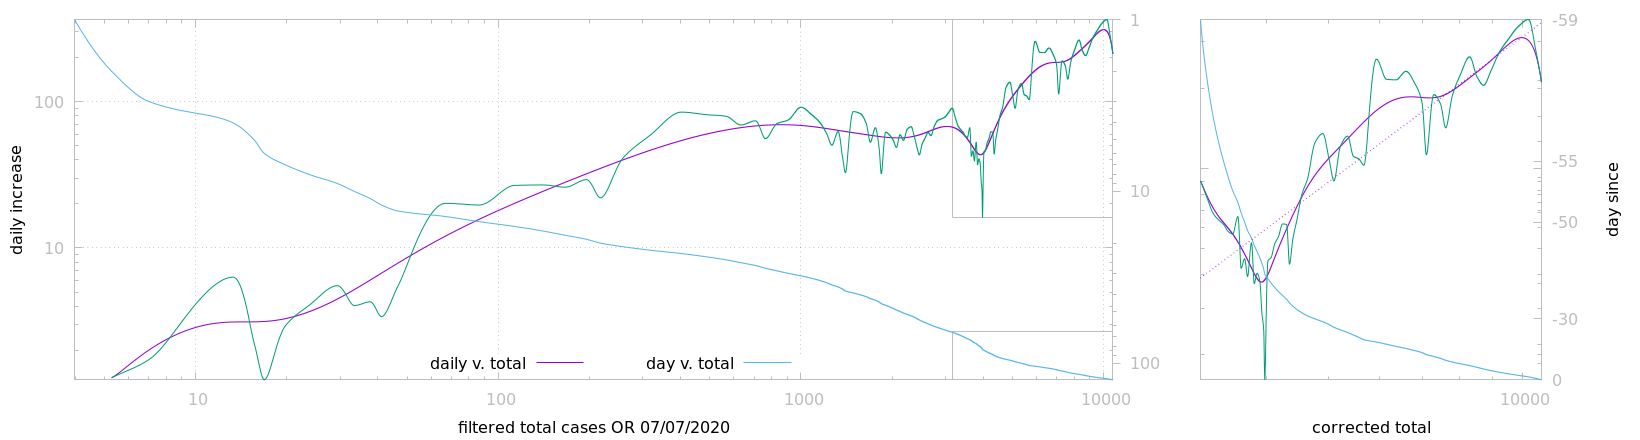 1
-59
100
10
daily increase
10
100
-55
-50
-30
0
day since
daily v. total
day v. total
10
100
1000
10000
10000
filtered total cases OR 07/07/2020
corrected total